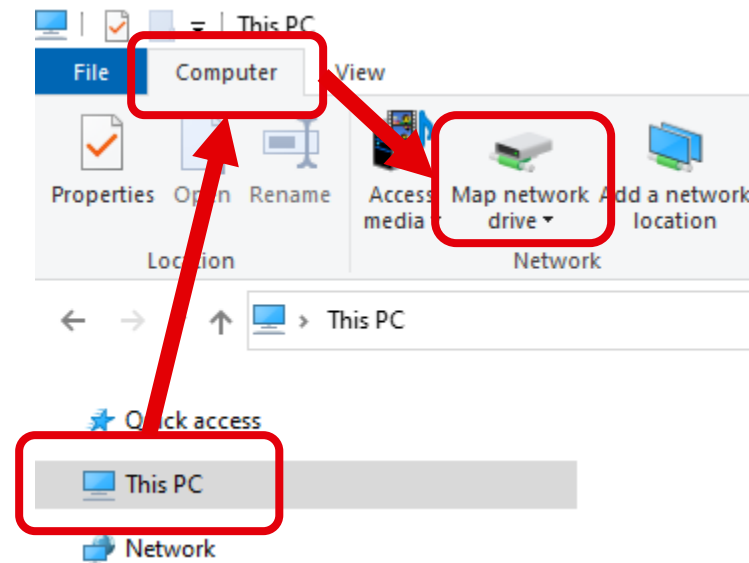 This PC
File Computer View
Properties Open Rename Access media Map network drive Add a network location
Location Network
This PC
Quick access
This PC
Network